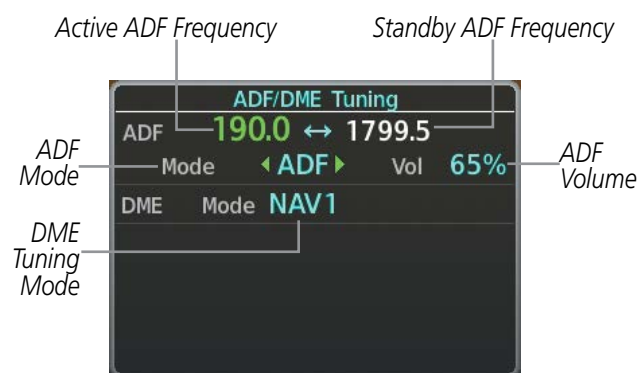 Active ADF Frequency
Standby ADF Frequency
ADF/DME Tuning
ADF 190.0 ↔ 1799.5
ADF
Mode
Mode ADF Vol 65%
ADF
Volume
DME Mode NAV1
DME
Tuning
Mode